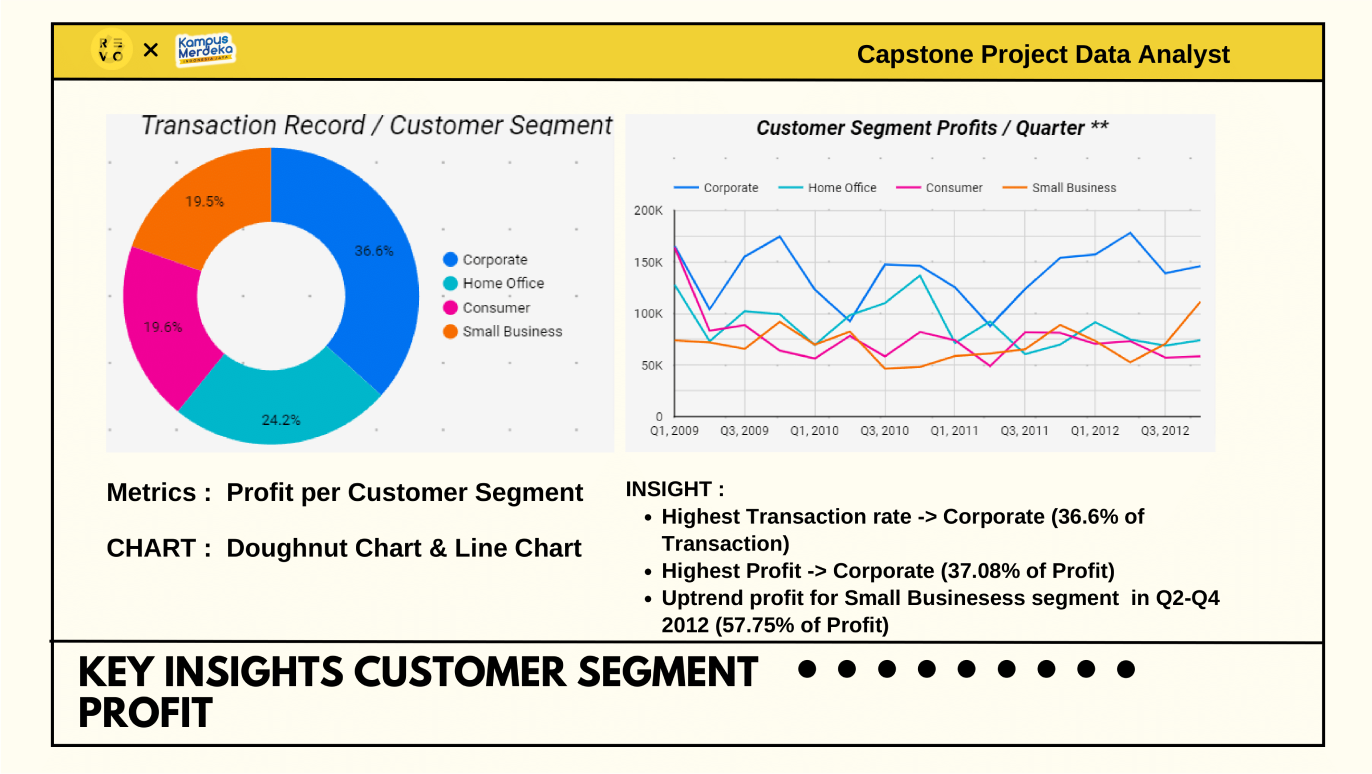 REVO
×
Kampus
Merdeka
INDONESIA JAYA
Capstone Project Data Analyst
Transaction Record / Customer Segment
19.5%
36.6%
19.6%
24.2%
Corporate
Home Office
Consumer
Small Business
Customer Segment Profits / Quarter **
Corporate Home Office Consumer Small Business
200K
150K
100K
50K
0
Q1, 2009 Q3, 2009 Q1, 2010 Q3, 2010 Q1, 2011 Q3, 2011 Q1, 2012 Q3, 2012
Metrics : Profit per Customer Segment
CHART : Doughnut Chart & Line Chart
INSIGHT :
• Highest Transaction rate -> Corporate (36.6% of
Transaction)
• Highest Profit -> Corporate (37.08% of Profit)
• Uptrend profit for Small Businesess segment in Q2-Q4
2012 (57.75% of Profit)
KEY INSIGHTS CUSTOMER SEGMENT
PROFIT